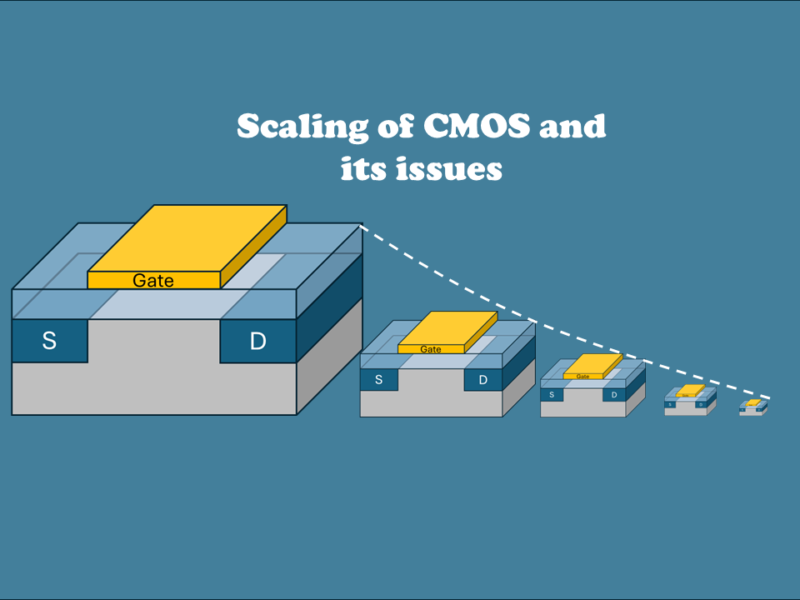 Scaling of CMOS and
its issues
Gate
S
D
Gate
S
D
Gate
S
D